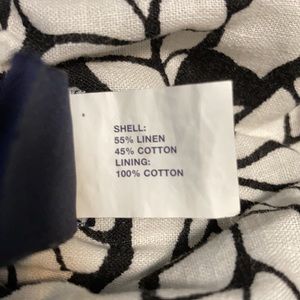 SHELL:
55% LINEN
45% COTTON
LINING:
100% COTTON